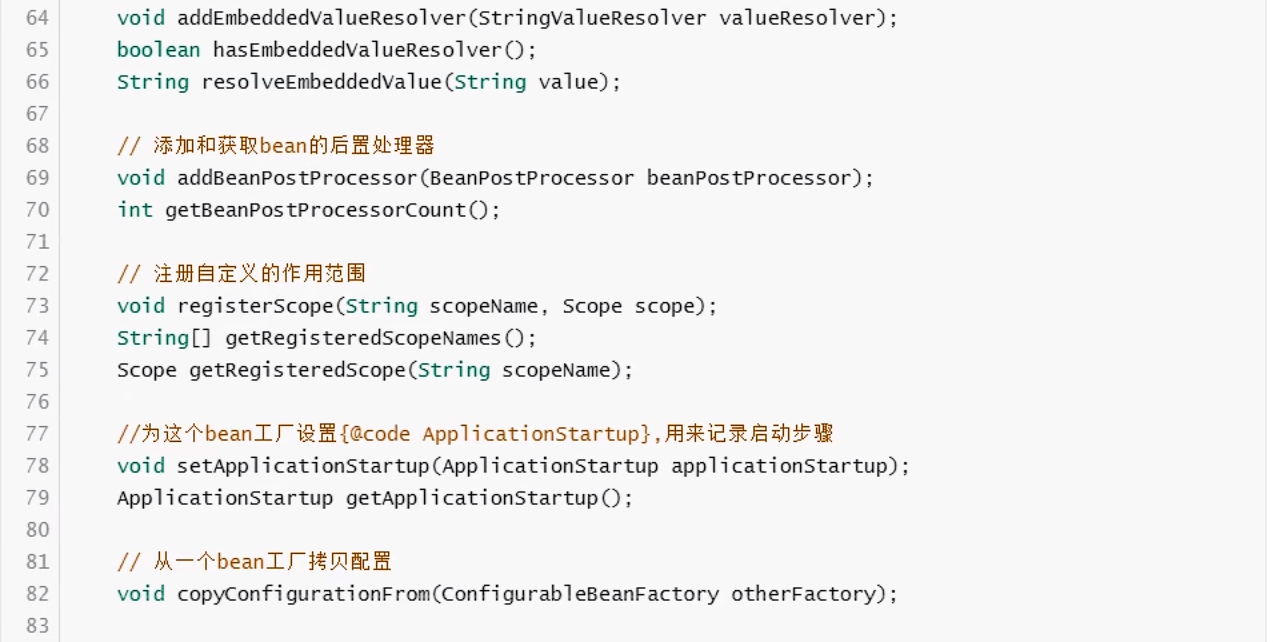 64 void addEmbeddedValueResolver(StringValueResolver valueResolver);
65 boolean hasEmbeddedValueResolver();
66 String resolveEmbeddedValue(String value);
67
68 // 添加和获取bean的后置处理器
69 void addBeanPostProcessor(BeanPostProcessor beanPostProcessor);
70 int getBeanPostProcessorCount();
71
72 // 注册自定义的作用范围
73 void registerScope(String scopeName, Scope scope);
74 String[] getRegisteredScopeNames();
75 Scope getRegisteredScope(String scopeName);
76
77 //为这个bean工厂设置{@code ApplicationStartup},用来记录启动步骤
78 void setApplicationStartup(ApplicationStartup applicationStartup);
79 ApplicationStartup getApplicationStartup();
80
81 // 从一个bean工厂拷贝配置
82 void copyConfigurationFrom(ConfigurableBeanFactory otherFactory);
83